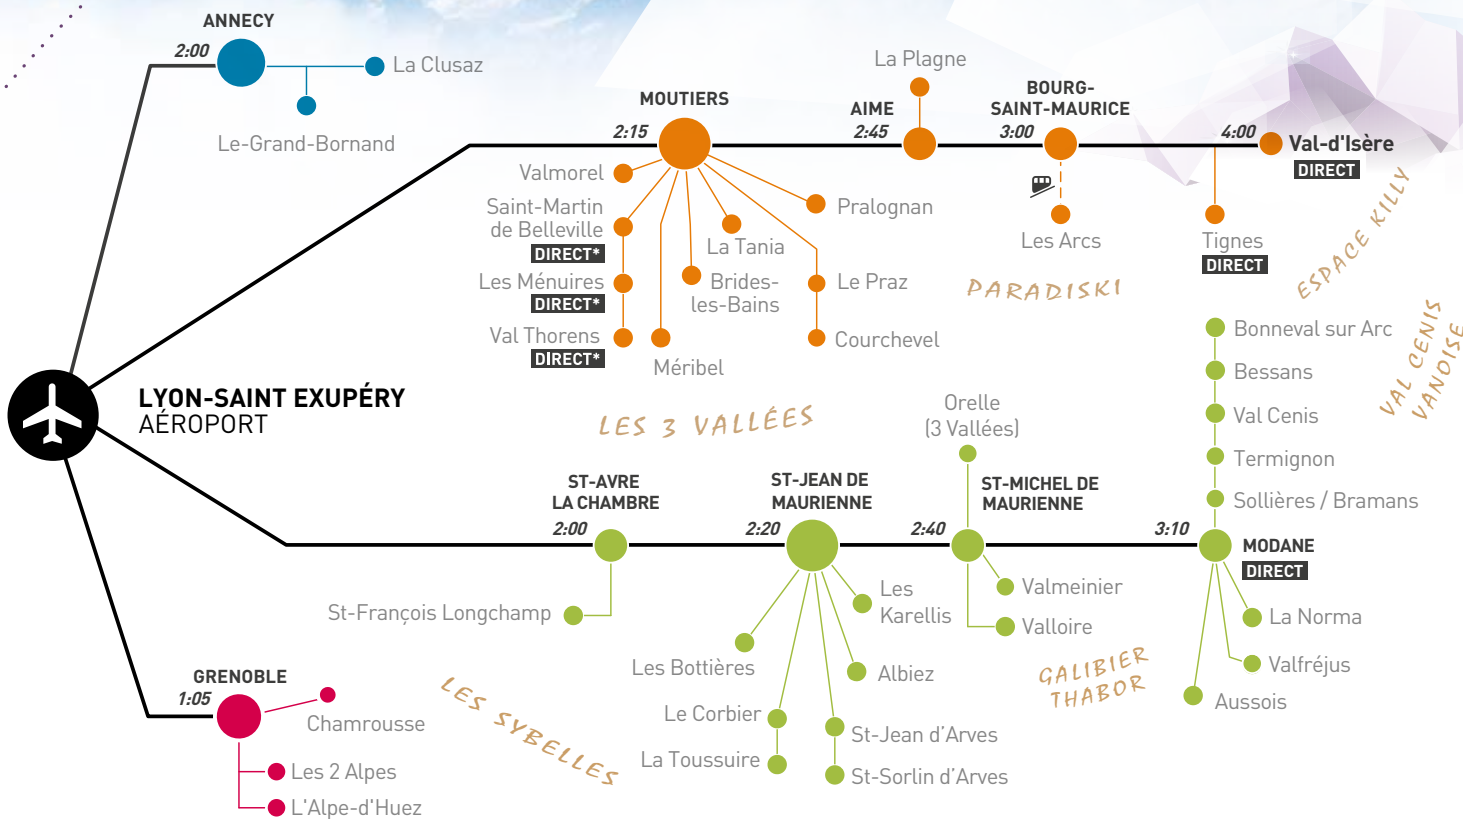 ANNECY
2:00
La Clusaz
Le-Grand-Bornand
MOUTIERS
2:15
Valmorel
Saint-Martin
de Belleville
DIRECT*
Les Ménuires
DIRECT*
Val Thorens
DIRECT*
Méribel
Brides-
les-Bains
La Tania
Pralognan
Le Praz
Courchevel
La Plagne
AIME
2:45
BOURG-
SAINT-MAURICE
3:00
Les Arcs
4:00
Val-d'Isère
DIRECT
Tignes
DIRECT
PARADISKI
ESPACE KILLY
LES 3 VALLÉES
VAL CENIS
VANDISE
LYON-SAINT EXUPÉRY
AÉROPORT
ST-AVRE
LA CHAMBRE
2:00
St-François Longchamp
ST-JEAN DE
MAURIENNE
2:20
Les Bottières
Le Corbier
La Toussuire
Les
Karellis
Albiez
St-Jean d'Arves
St-Sorlin d'Arves
Orelle
(3 Vallées)
ST-MICHEL DE
MAURIENNE
2:40
Valmeinier
Valloire
Bonneval sur Arc
Bessans
Val Cenis
Termignon
Sollières / Bramans
3:10
MODANE
DIRECT
La Norma
Valfréjus
Aussois
GALIBIER
THABOR
LES SYBELLES
GRENOBLE
1:05
Chamrousse
Les 2 Alpes
L'Alpe-d'Huez